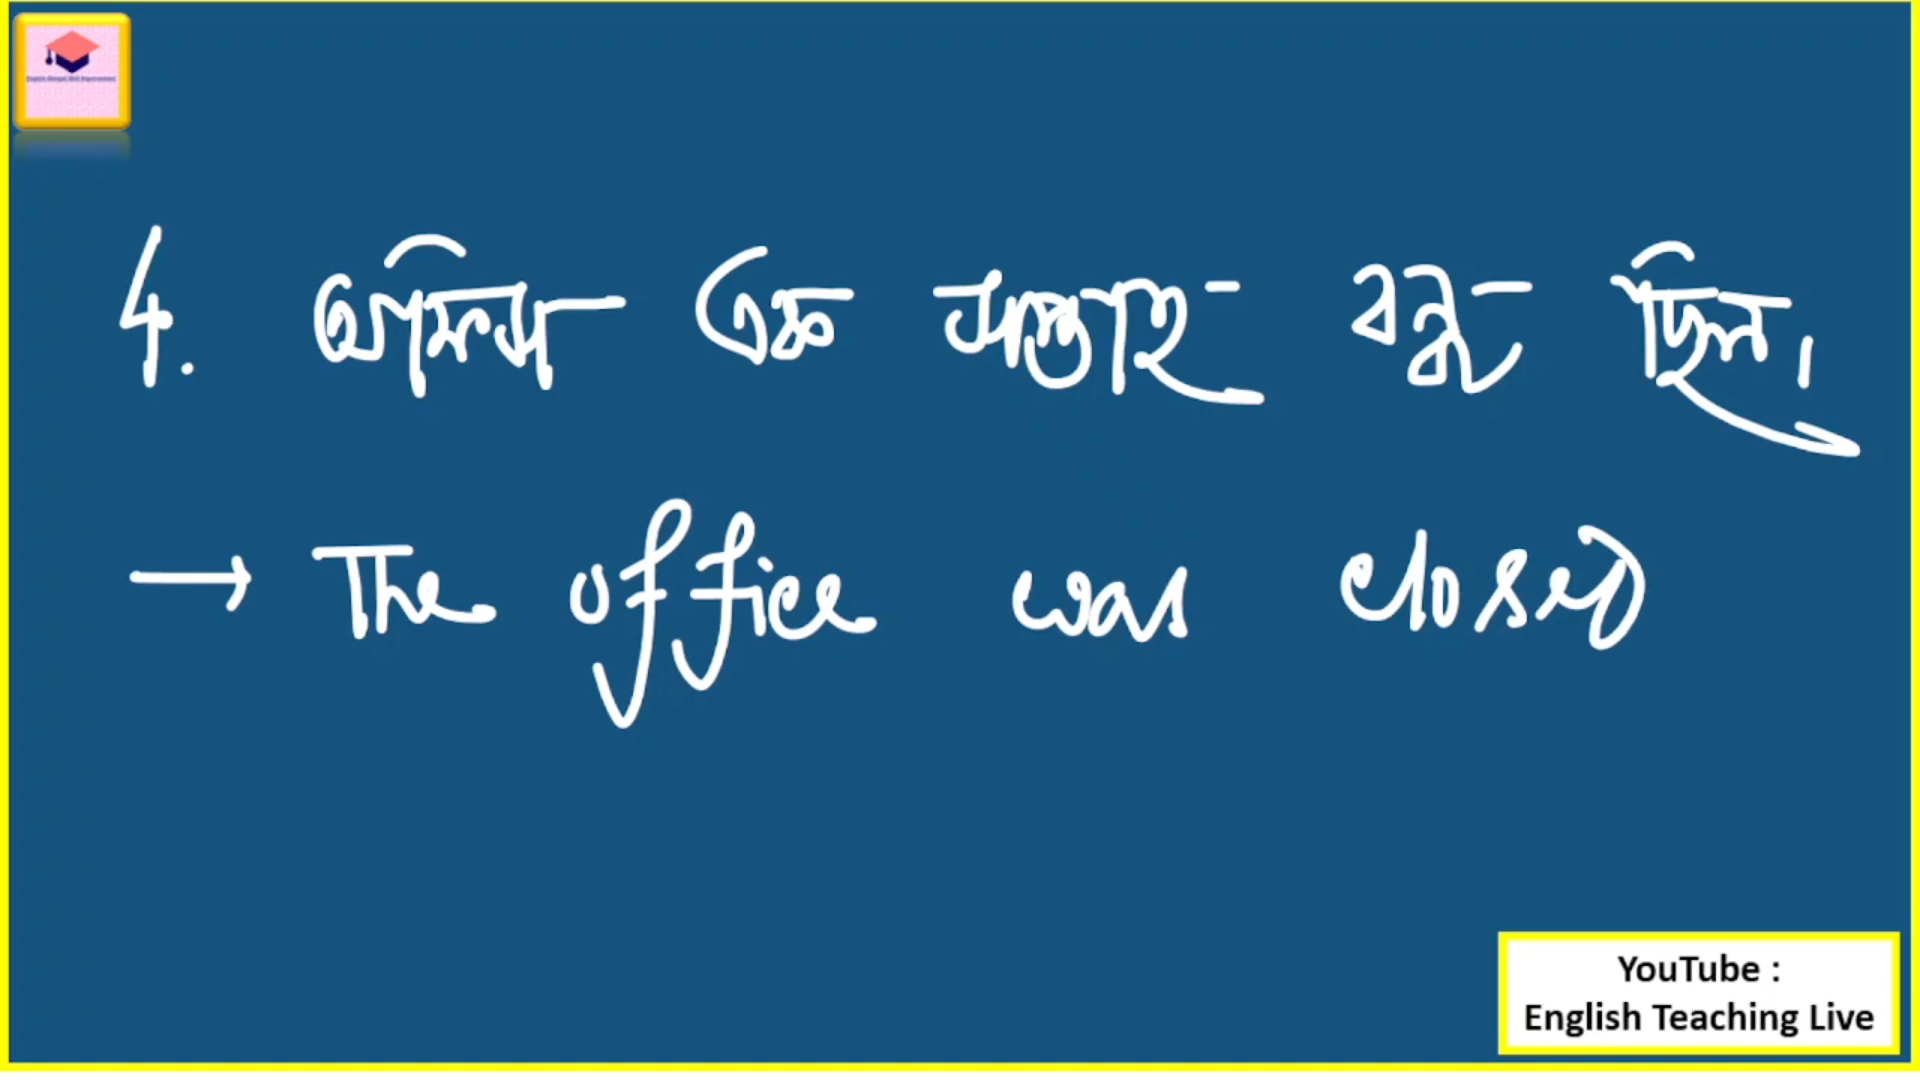 4. অফিস এক সপ্তাহ বন্ধ ছিল।
→ The office was closed
YouTube :
English Teaching Live